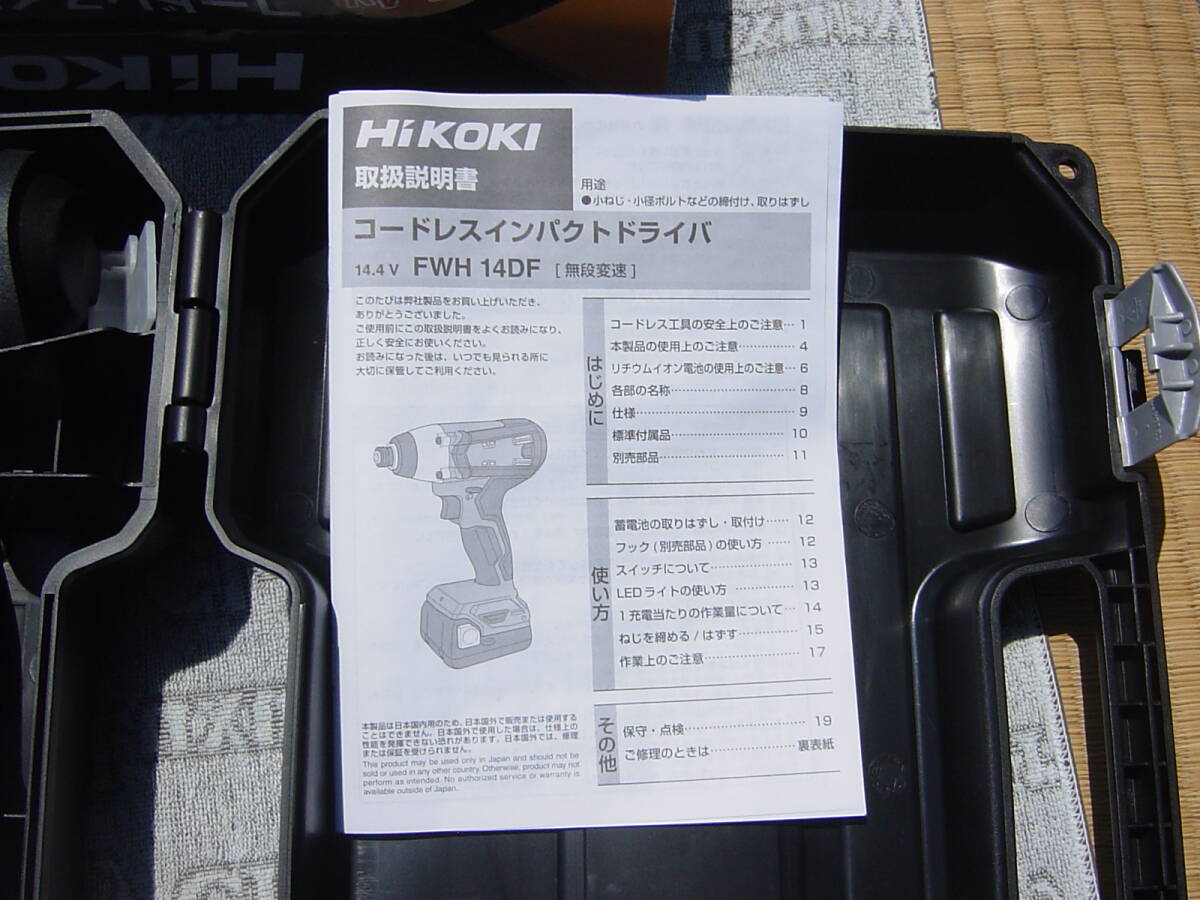 HiKOKI
HiKOKI
取扱説明書
用途
●小ねじ・小径ボルトなどの締付け、取りはずし
コードレスインパクトドライバ
14.4 V FWH 14DF [無段変速]
このたびは弊社製品をお買い上げいただき、
ありがとうございました。
ご使用前にこの取扱説明書をよくお読みになり、
正しく安全にお使いください。
お読みになった後は、いつでも見られる所に
大切に保管してご利用ください。
はじめに
コードレス工具の安全上のご注意… 1
本製品の使用上のご注意…………… 4
リチウムイオン電池の使用上のご注意… 6
各部の名称…………………………… 8
仕様…………………………………… 9
標準付属品…………………………… 10
別売部品……………………………… 11
使い方
蓄電池の取りはずし・取付け…… 12
フック(別売部品)の使い方 …… 12
スイッチについて………………… 13
LEDライトの使い方 …………… 13
1充電当たりの作業量について… 14
ねじを締める/はずす…………… 15
作業上のご注意…………………… 17
その他
保守・点検………………………… 19
ご修理のときは…………………裏表紙
本製品は日本国内用のため、日本国外で販売または使用する
ことはできません。日本国外で使用した場合は、仕様上の
性能を発揮できない恐れがあります。日本国外では、修理
または保証を受けられません。
This product may be used only in Japan and should not be
sold or used in any other country. Otherwise, product may not
perform as intended. No authorized service or warranty is
available outside of Japan.